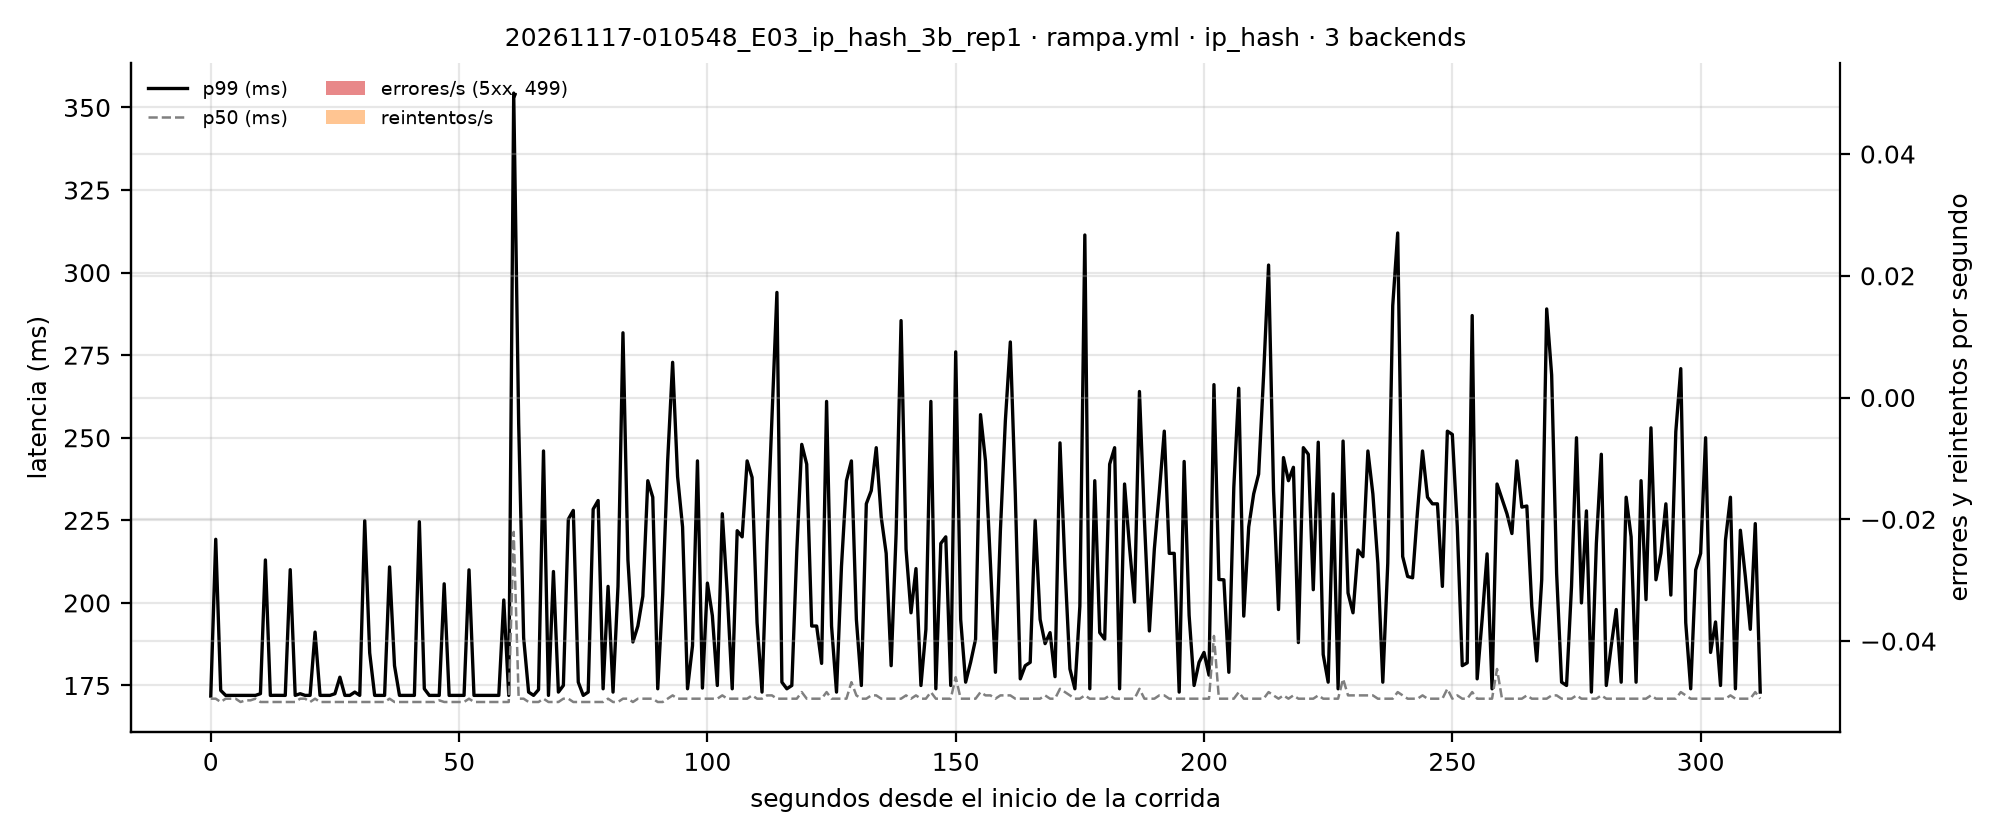 20261117-010548_E03_ip_hash_3b_rep1 · rampa.yml · ip_hash · 3 backends
p99 (ms)
p50 (ms)
errores/s (5xx, 499)
reintentos/s
latencia (ms)
350
325
300
275
250
225
200
175
0.04
0.02
0.00
−0.02
−0.04
errores y reintentos por segundo
0 50 100 150 200 250 300
segundos desde el inicio de la corrida